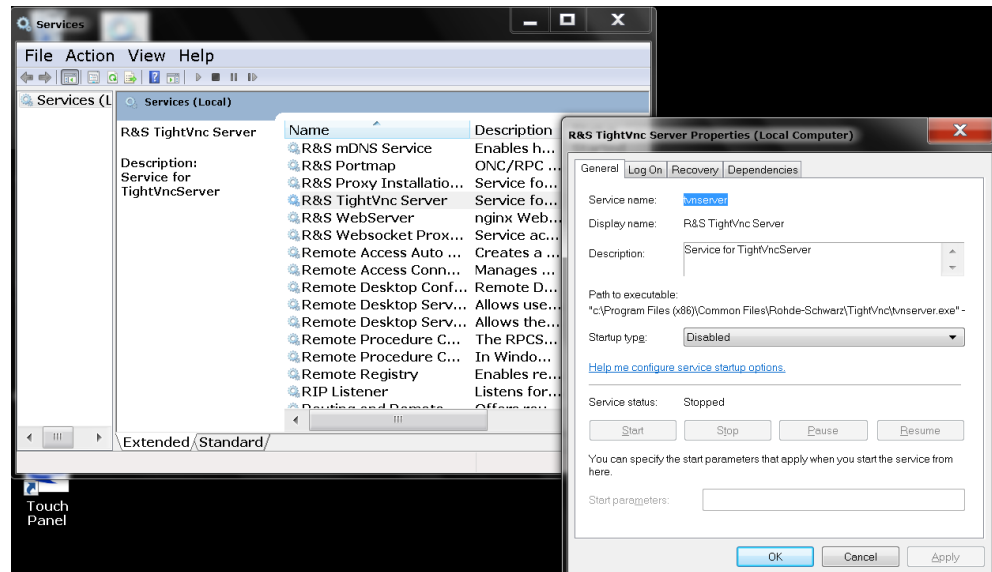 Services
File Action View Help
Services (L
Services (Local)
R&S TightVnc Server
Description:
Service for
TightVncServer
Name Description
R&S mDNS Service Enables h...
R&S Portmap ONC/RPC ...
R&S Proxy Installatio... Service fo...
R&S TightVnc Server Service fo...
R&S WebServer nginx Web...
R&S Websocket Prox... Service ac...
Remote Access Auto ... Creates a ...
Remote Access Conn... Manages ...
Remote Desktop Conf... Remote D...
Remote Desktop Serv... Allows use...
Remote Desktop Serv... Allows the...
Remote Procedure C... The RPCS...
Remote Procedure C... In Windo...
Remote Registry Enables re...
RIP Listener Listens for...
Extended Standard
Touch
Panel
R&S TightVnc Server Properties (Local Computer)
General Log On Recovery Dependencies
Service name: tvnserver
Display name: R&S TightVnc Server
Description: Service for TightVncServer
Path to executable:
"c:\Program Files (x86)\Common Files\Rohde-Schwarz\TightVnc\tvnserver.exe" -
Startup type: Disabled
Help me configure service startup options.
Service status: Stopped
Start Stop Pause Resume
You can specify the start parameters that apply when you start the service from
here.
Start parameters:
OK Cancel Apply